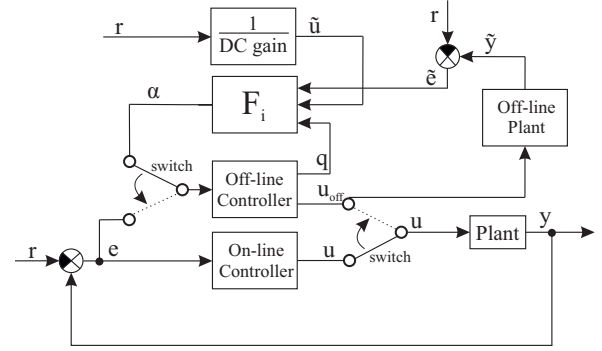 r
r
1
DC gain
ũ
ỹ
ẽ
α
F_i
Off-line
Plant
switch
q
Off-line
Controller
u_off
r
e
On-line
Controller
u
switch
u
Plant
y